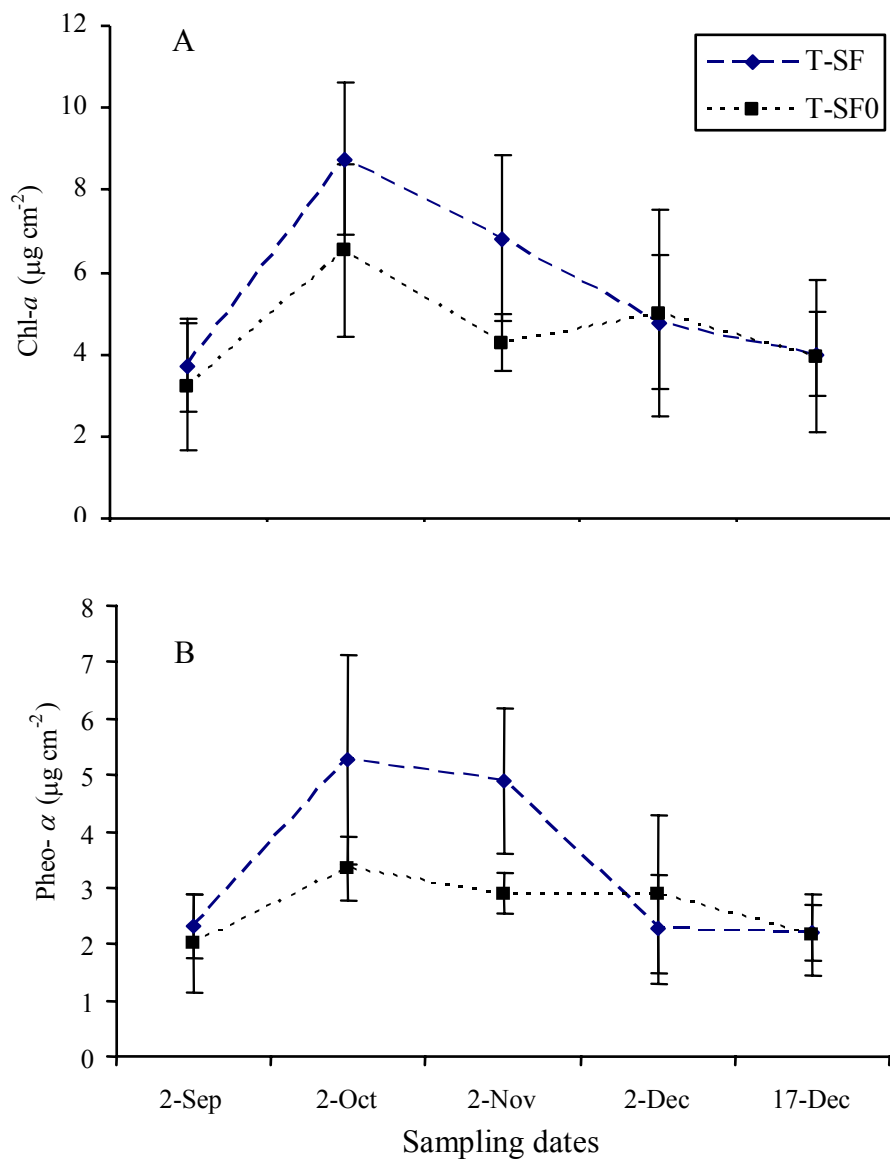 A
T-SF
T-SF0
12
10
8
6
4
2
0
Chl-a (µg cm-2)
B
8
7
6
5
4
3
2
1
0
Pheo- α (µg cm-2)
2-Sep 2-Oct 2-Nov 2-Dec 17-Dec
Sampling dates